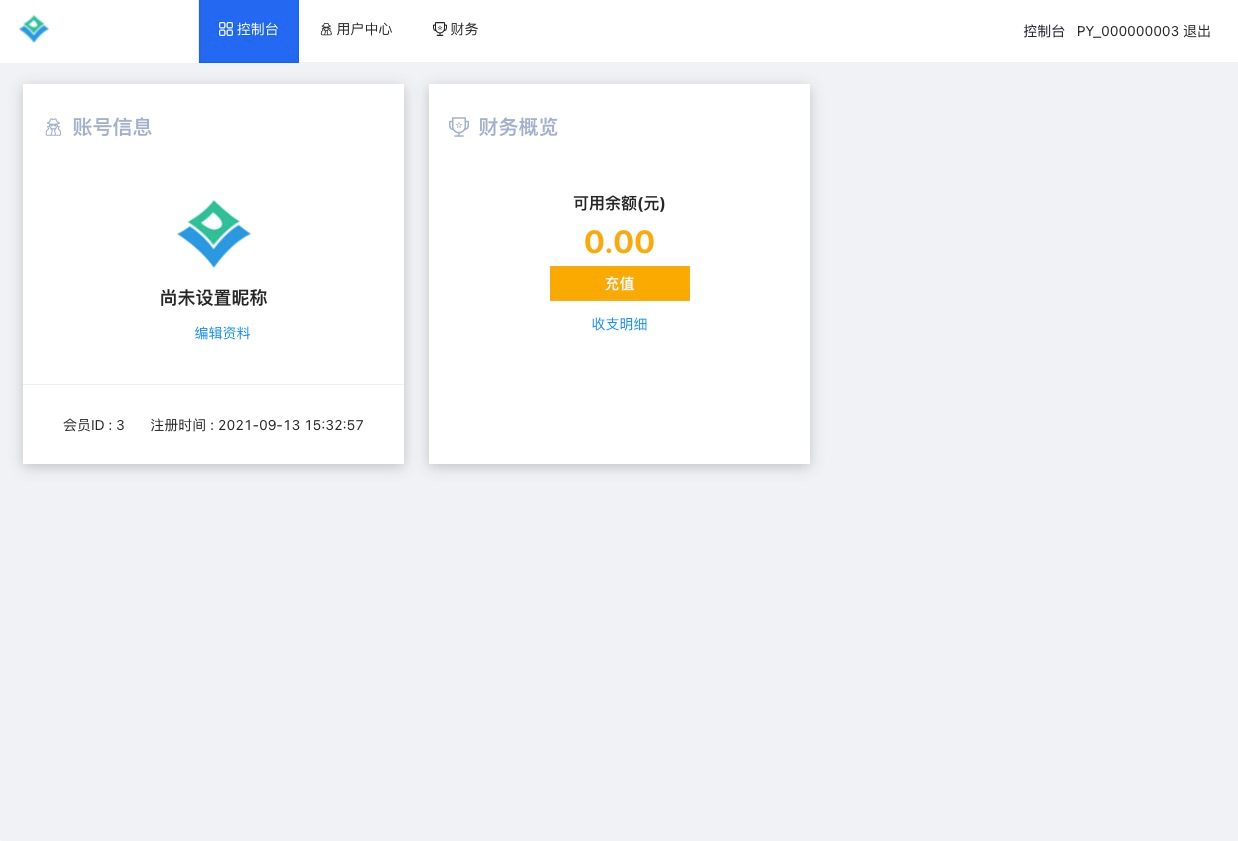 控制台 用户中心 财务 控制台 PY_000000003 退出
账号信息
尚未设置昵称
编辑资料
会员ID : 3 注册时间 : 2021-09-13 15:32:57
财务概览
可用余额(元)
0.00
充值
收支明细